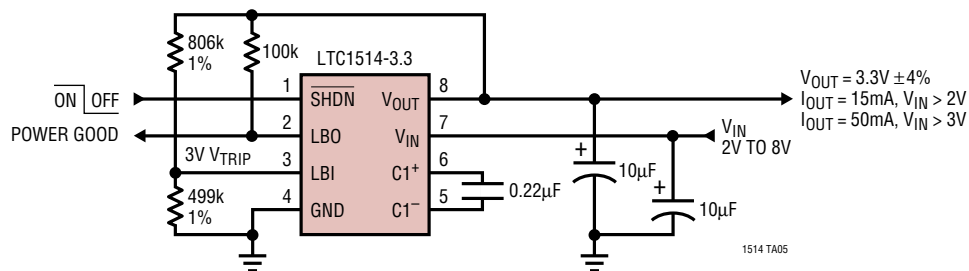 806k
1%
100k
LTC1514-3.3
ON OFF
POWER GOOD
3V VTRIP
499k
1%
1
2
3
4
SHDN
LBO
LBI
GND
VOUT
VIN
C1+
C1–
8
7
6
5
0.22µF
+
10µF
+
10µF
VOUT = 3.3V ±4%
IOUT = 15mA, VIN > 2V
IOUT = 50mA, VIN > 3V
VIN
2V TO 8V
1514 TA05